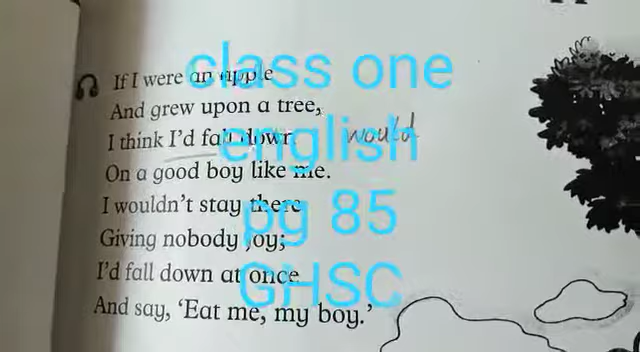 If I were an apple
And grew upon a tree,
I think I'd fall down would
On a good boy like me.
I wouldn't stay there
Giving nobody joy;
I'd fall down at once
And say, 'Eat me, my boy.'
class one
english
pg 85
GHSC